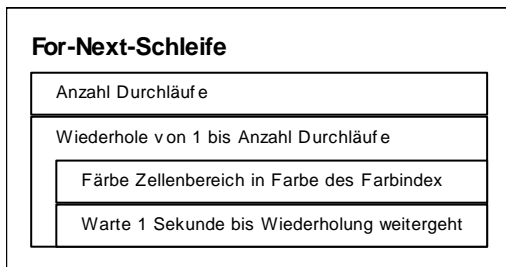 For-Next-Schleife
Anzahl Durchläufe
Wiederhole von 1 bis Anzahl Durchläufe
Färbe Zellenbereich in Farbe des Farbindex
Warte 1 Sekunde bis Wiederholung weitergeht